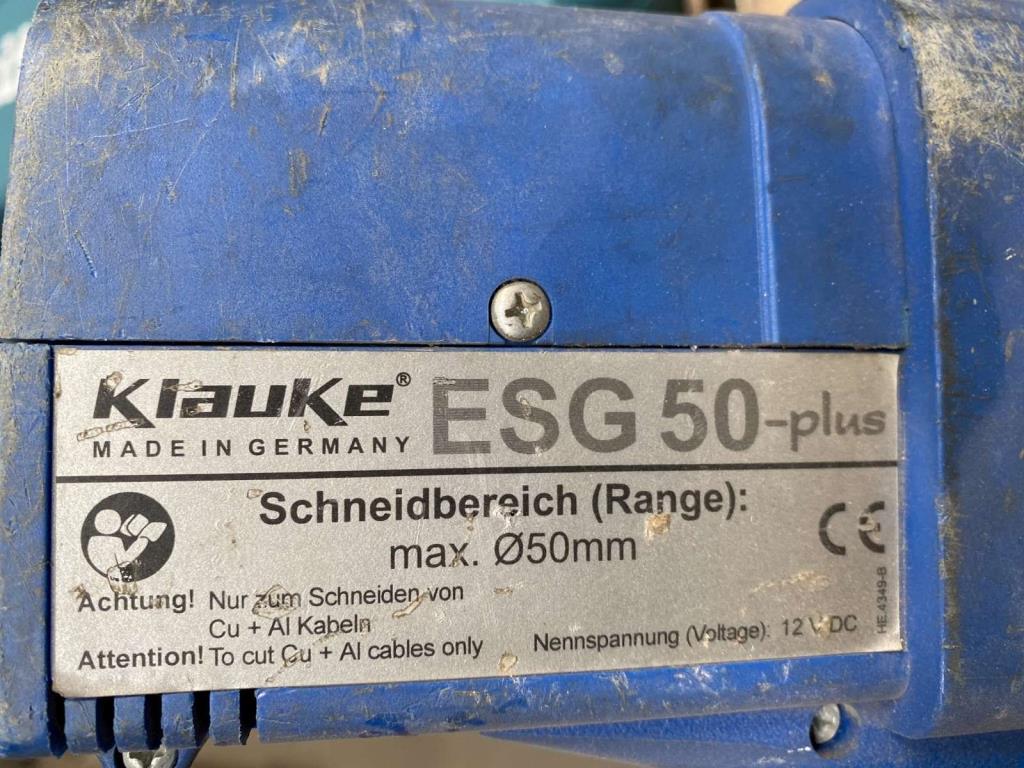 Klauke® ESG 50-plus
MADE IN GERMANY
Schneidbereich (Range):
max. Ø50mm
CE
Achtung! Nur zum Schneiden von
Cu + Al Kabeln
Attention! To cut Cu + Al cables only
Nennspannung (Voltage): 12 V DC
HE.4349-B